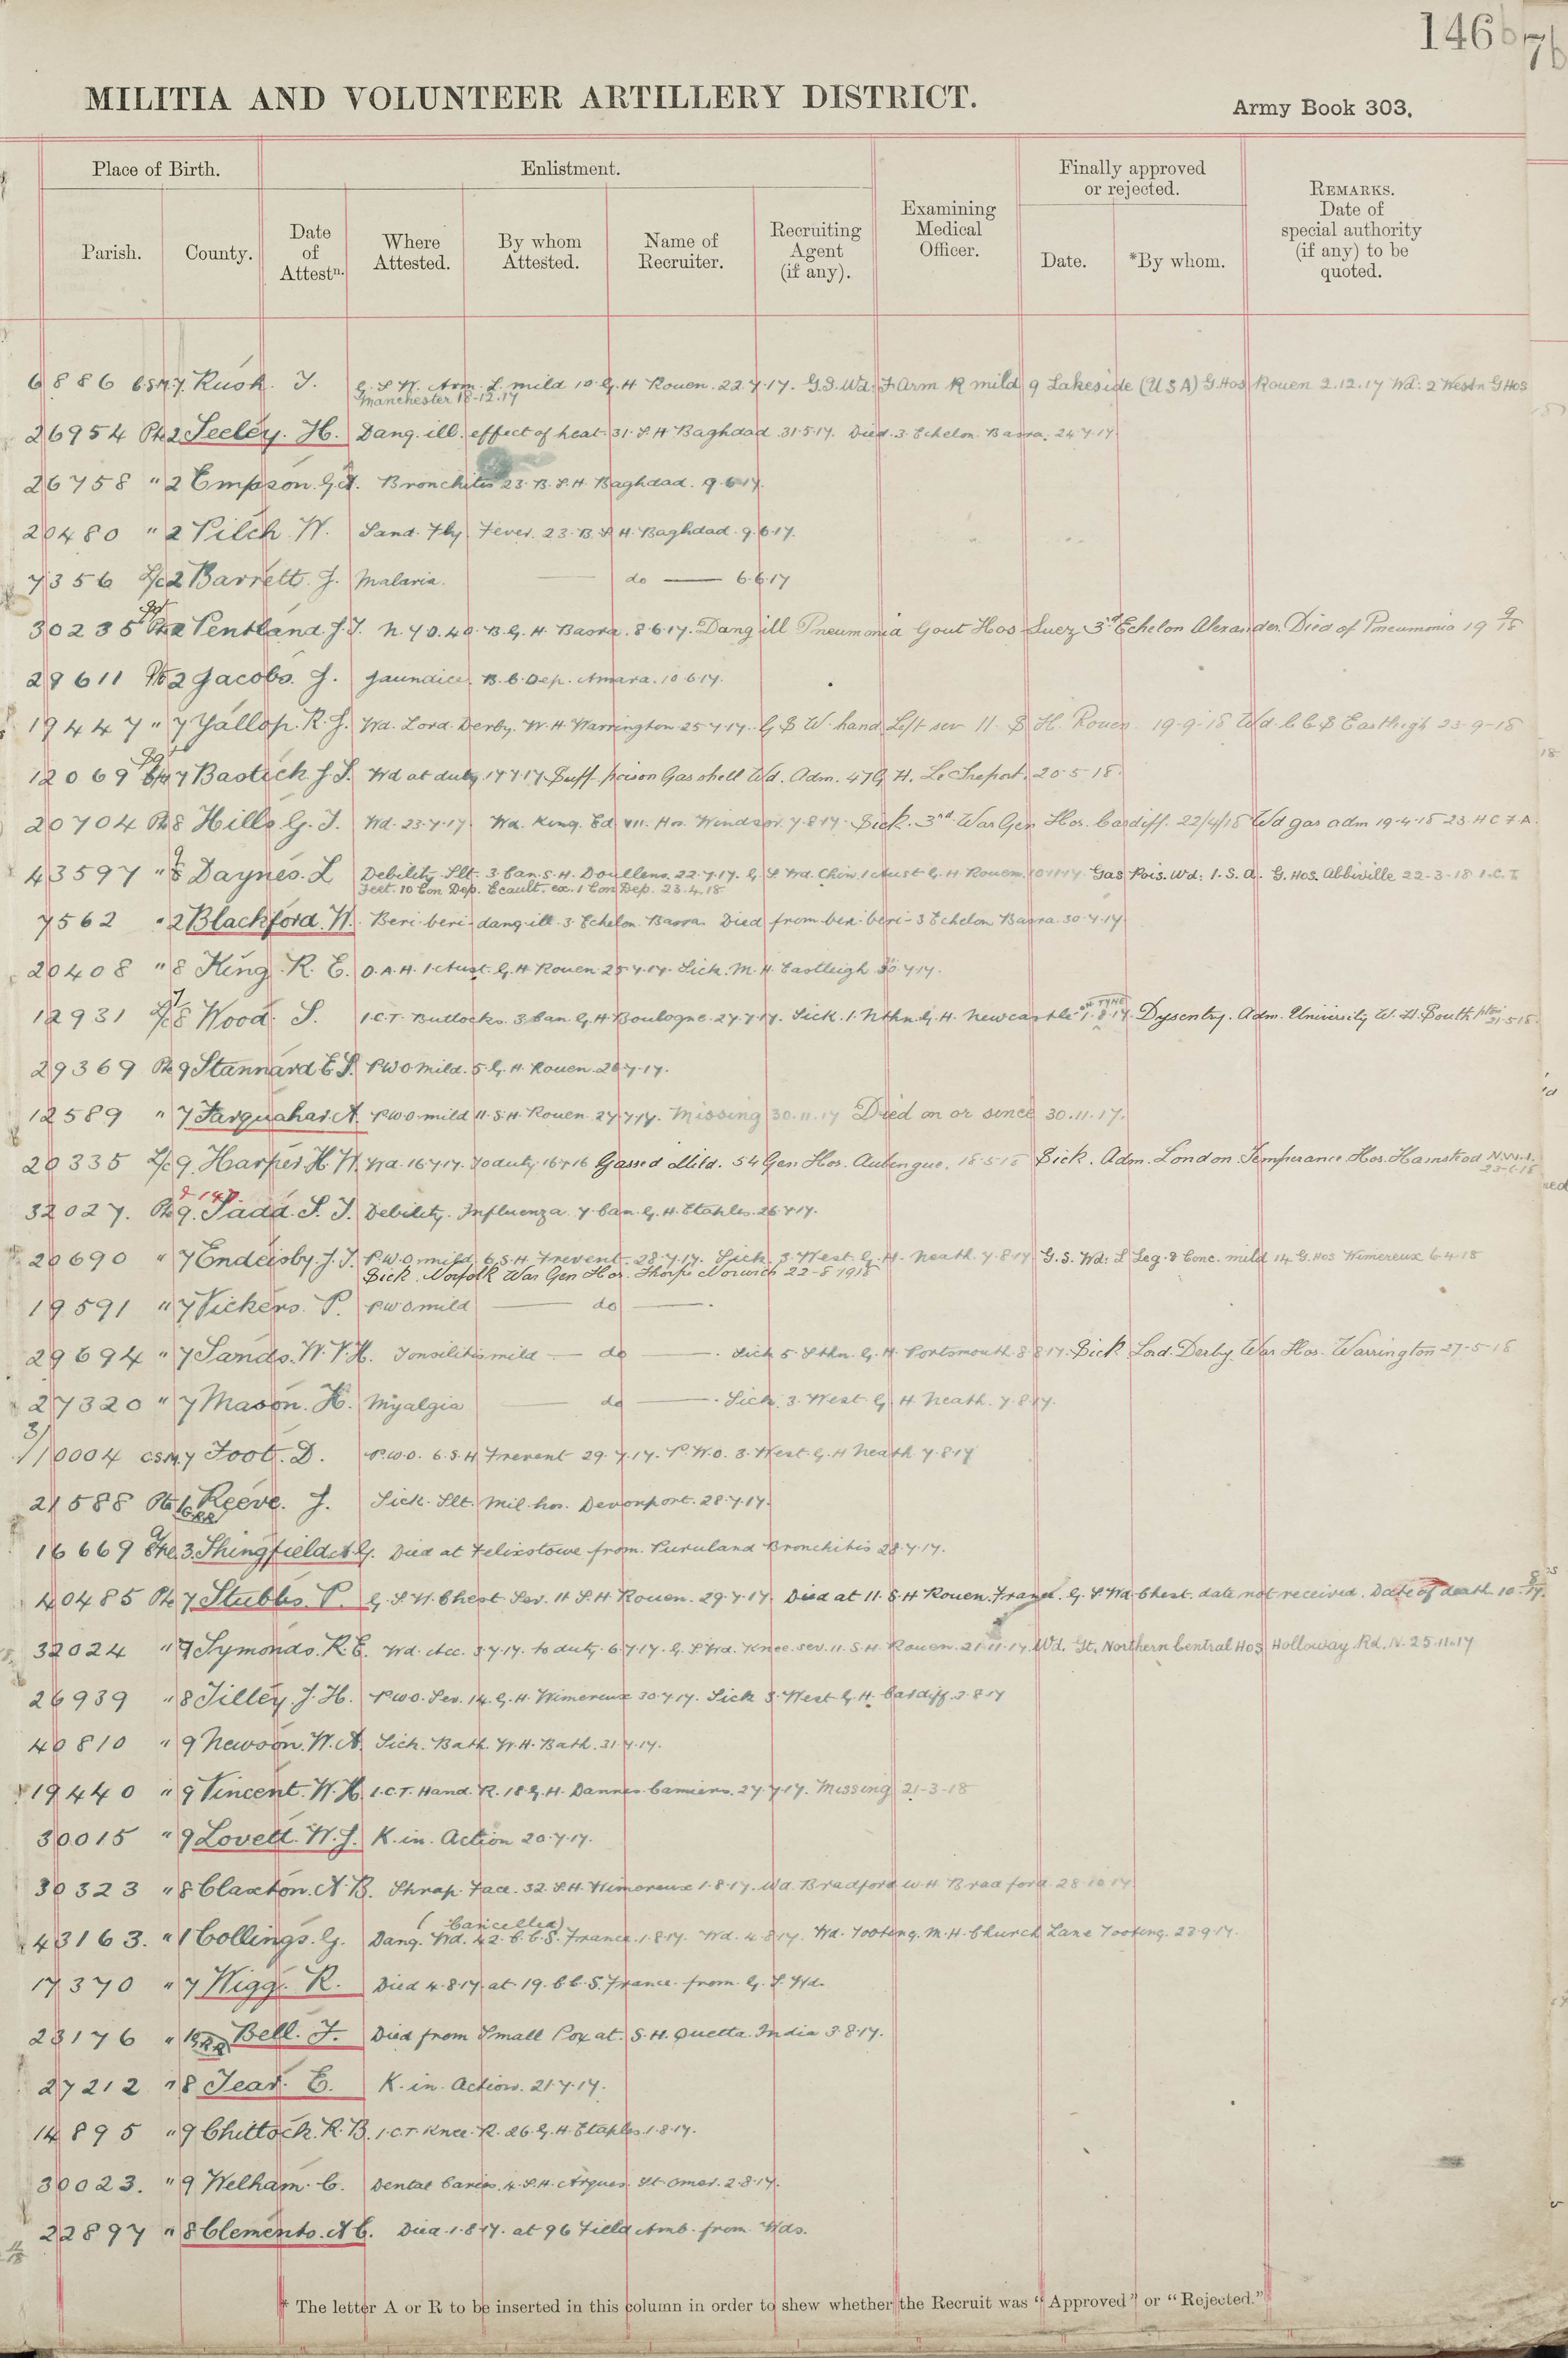 146b 7b
MILITIA AND VOLUNTEER ARTILLERY DISTRICT.
Army Book 303.
Place of Birth.
Enlistment.
Finally approved or rejected.
Parish.
County.
Date of Attestn.
Where Attested.
By whom Attested.
Name of Recruiter.
Recruiting Agent (if any).
Examining Medical Officer.
Date.
*By whom.
REMARKS.
Date of special authority (if any) to be quoted.
6886 CSM 7 Rush. J. G.S.W. Arm. L. mild 10 G.H Rouen. 22.7.17. G.S. Wd: F Arm R mild 9 Lakeside (USA) G.Hos Rouen 2.12.17 Wd: 2 Westn G Hos
Manchester 18-12-17
26954 Pte 2 Seeley. H. Dang. ill. effect of heat. 31. S.H. Baghdad. 31.5.17. Died. 3. Echelon. Basra. 24.7.17.
26758 " 2 Empson. G.A. Bronchitis 23. B.S.H. Baghdad. 9.6.17.
20480 " 2 Pilch. W. Sand. Fly Fever. 23. B.S.H. Baghdad. 9.6.17.
7356 L/c 2 Barrett. J. Malaria. — do — 6.6.17
30235 Pte 2 Pentland J.T. N.Y.D. 40. B.G.H. Basra. 8.6.17. Dang ill Pneumonia Gout Hos Suez 3rd Echelon Alexander. Died of Pneumonia 19 9/18
29611 Pte 2 Jacobs. J. Jaundice. B.B. Dep. Amara. 10.6.17.
19447 " 7 Yallop. R.J. Wd. Lord. Derby. W.H Warrington 25.7.17. G S W. hand Left sev 11 S H. Rouen. 19-9-18 Wd. C C S Eastleigh 23-9-18
12069 7 Bastick J.S. Wd at duty. 17.7.17. Suff. poison Gas shell Wd. Adm. 47 G H. Le Treport. 20-5-18.
20704 Pte 8 Hills G.J. Wd. 23.7.17. Wd. King. Ed. VII. Hos. Windsor. 7.8.17. Sick. 3rd War Gen Hos. Cardiff. 22/4/18 Wd gas adm 19-4-18 23. H C F. A.
43597 " 8 Daynes. L Debility. Slt. 3. Can. S.H. Doullens. 22.7.17. G S Wd. Chin. 1 Aust. G.H. Rouen. Gas Pois. Wd: 1. S. A. G. Hos. Abbiville 22-3-18 I.C.T
Feet. 10 Con Dep. Ecault. ex. 1 Con Dep. 23.4.18
7562 " 2 Blackford. W. Beri-beri. dang. ill. 3. Echelon. Basra. Died from beri-beri-3 Echelon Basra. 30.7.17.
20408 " 8 King. R.E. D.A.H. 1 Aust. G.H Rouen. 25.7.17. Sick. M.H. Eastleigh 30.7.17.
12931 L/c 8 Wood. S. I.C.T. Buttocks. 3 Can. G.H. Boulogne. 27.7.17. Sick. 1. Nthn. G.H. Newcastle ON TYNE 1.8.17. Dysentry. Adm. University W. H. South 21.5.18.
29369 Pte 9 Stannard E.S. P.W.O mild. 5 G.H Rouen. 26.7.17.
12589 " 7 Farquahar. A. P.W.O mild 11. S.H. Rouen. 27.7.17. Missing 30.11.17 Died on or since 30.11.17.
20335 L/c 9. Harper H.W. Wd. 16.7.17. To duty. 16.7.16 Gassed Mild. 54 Gen Hos. Aubengue. 18.5.18 Sick. Adm. London Temperance. Hos. Hamstead N.W.1. 23-6-18
32027. Pte 9. Ladd. S.J. Debility. Influenza. 7 Can. G.H. Etaples. 26.7.17.
20690 " 7 Endersby. J.J. P.W.O. mild 6. S.H. Frevent. 28.7.17. Sick. 3. West. G.H. Neath. 7.8.17. G.S. Wd: L Leg. & Conc. mild 14 G. Hos Wimereux 6.4.18
Sick. Norfolk War Gen Hos. Thorpe Norwich 22-5 1918
19591 " 7 Vickers. P. P.W.O mild — do —.
29694 " 7 Sands. W.V.H. Tonsilitis mild — do —. Sick 5 Sthn. G.H. Portsmouth 8.8.17. Sick Lord. Derby War Hos. Warrington 27-5-18
27320 " 7 Mason. H. Myalgia — do —. Sick. 3. West. G.H Neath. 7.8.17.
3/10004 CSM. 7 Foot. D. P.W.O. 6. S.H Frevent 29.7.17. P.W.O. 3. West. G.H Neath 7.8.17
21588 Pte 1 GRR Reeve. J. Sick. Slt. Mil. hos. Devonport. 28.7.17.
16669 Pte 3. Shingfield A.G. Died at Felixstowe from. Puruland Bronchitis 28.7.17.
40485 Pte 7 Stubbs. P. G.S.W. Chest Sev. 11 S.H Rouen. 29.7.17. Died at 11. S.H Rouen. France. G.S. Wd Chest. date not received. Date of death 10-8-17.
32024 " 9 Symonds. R.E. Wd. Acc. 3.7.17. to duty. 6.7.17. G.S. Wd. Knee. sev. 11. S.H. Rouen. 21.11.17. Wd. Gt. Northern Central Hos Holloway Rd. N. 25.11.17
26939 " 8 Tilley. J.H. P.W.O. Sev. 14. G.H. Wimereux 30.7.17. Sick 3. West G.H. Cardiff. 3.8.17
40810 " 9 Newson. W.A. Sick. Bath. W.H. Bath. 31.7.17.
19440 " 9 Vincent. W.H. I.C.T. Hand. R. 18 G.H. Dannes Camiers. 27.7.17. Missing 21-3-18
30015 " 9 Lovett. W.J. K. in. Action 20.7.17.
30323 " 8 Claxton. A.B. Shrap. Face. 32. S.H. Wimereux 1.8.17. Wd. Bradford W.H. Bradford. 28.10.17.
(Cancelled)
43163. " 1 Collings. G. Dang. Wd. 42. C.C.S. France. 1.8.17. Wd. 4.8.17. Wd. Tooting. M.H. Church Lane Tooting. 23.9.17.
17370 " 7 Wigg. R. Died 4.8.17. at 19. C.C.S. France. from. G.S. Wd.
23176 " 1 GRR Bell. F. Died from Small Pox at. S.H. Quetta. India 3.8.17.
27212 " 8 Tear. E. K. in. Action. 21.7.17.
14895 " 9 Chittock. R.B. I.C.T. Knee. R. 26. G.H. Etaples. 1.8.17.
30023. " 9 Welham. C. Dental Caries. 4. S.H. Arques. St Omer. 2.8.17.
22897 " 8 Clements. A.C. Died. 1.8.17. at 96 Field Amb. from Wds.
* The letter A or R to be inserted in this column in order to shew whether the Recruit was “Approved” or “Rejected.”